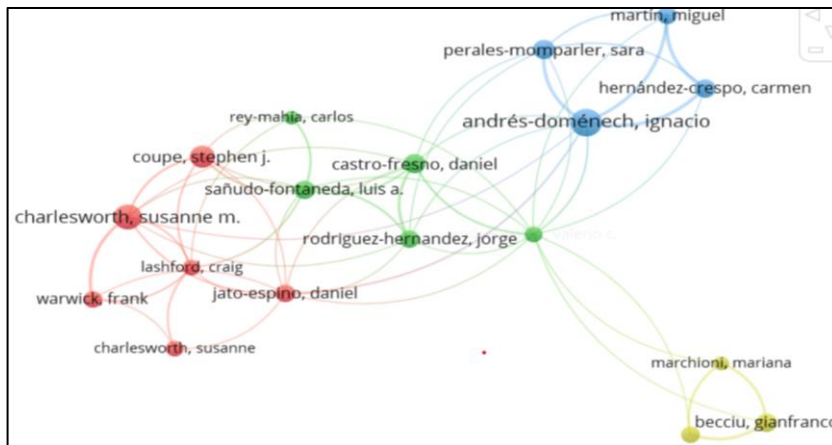 martín, miguel
perales-momparler, sara
hernández-crespo, carmen
andrés-doménech, ignacio
rey-mahía, carlos
coupe, stephen j.
castro-fresno, daniel
sañudo-fontaneda, luis a.
charlesworth, susanne m.
rodriguez-hernandez, jorge
lashford, craig
jato-espino, daniel
warwick, frank
charlesworth, susanne
marchioni, mariana
becciu, gianfranco